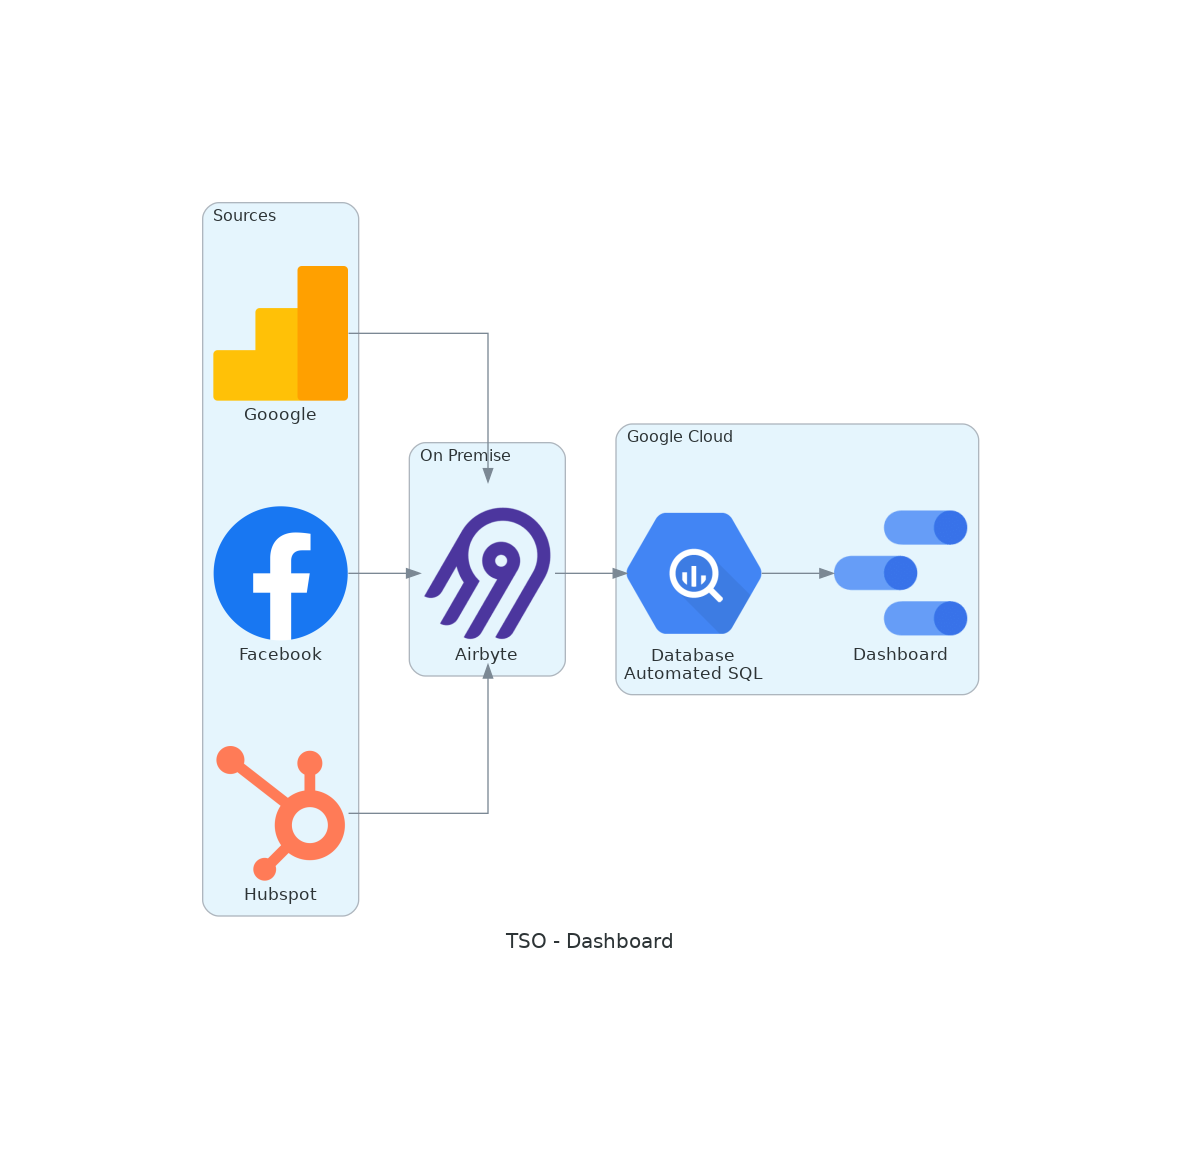 Sources
Gooogle
Facebook
Hubspot
On Premise
Airbyte
Google Cloud
Database
Automated SQL
Dashboard
TSO - Dashboard